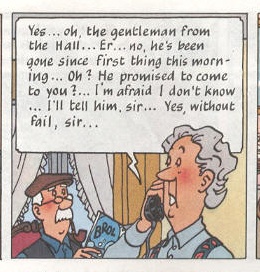 Yes... oh, the gentleman from
the Hall... Er... no, he's been
gone since first thing this morn-
ing... Oh? He promised to come
to you?... I'm afraid I don't know
... I'll tell him, sir... Yes, without
fail, sir...
BROL